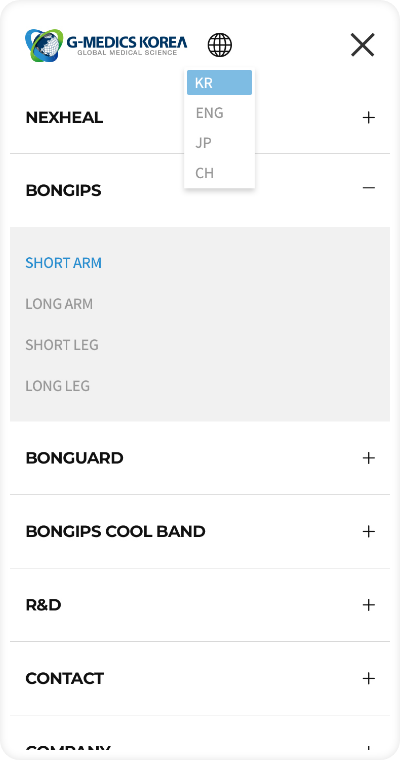 G-MEDICS KOREA
GLOBAL MEDICAL SCIENCE
KR
ENG
JP
CH
NEXHEAL
BONGIPS
SHORT ARM
LONG ARM
SHORT LEG
LONG LEG
BONGUARD
BONGIPS COOL BAND
R&D
CONTACT
COMPANY